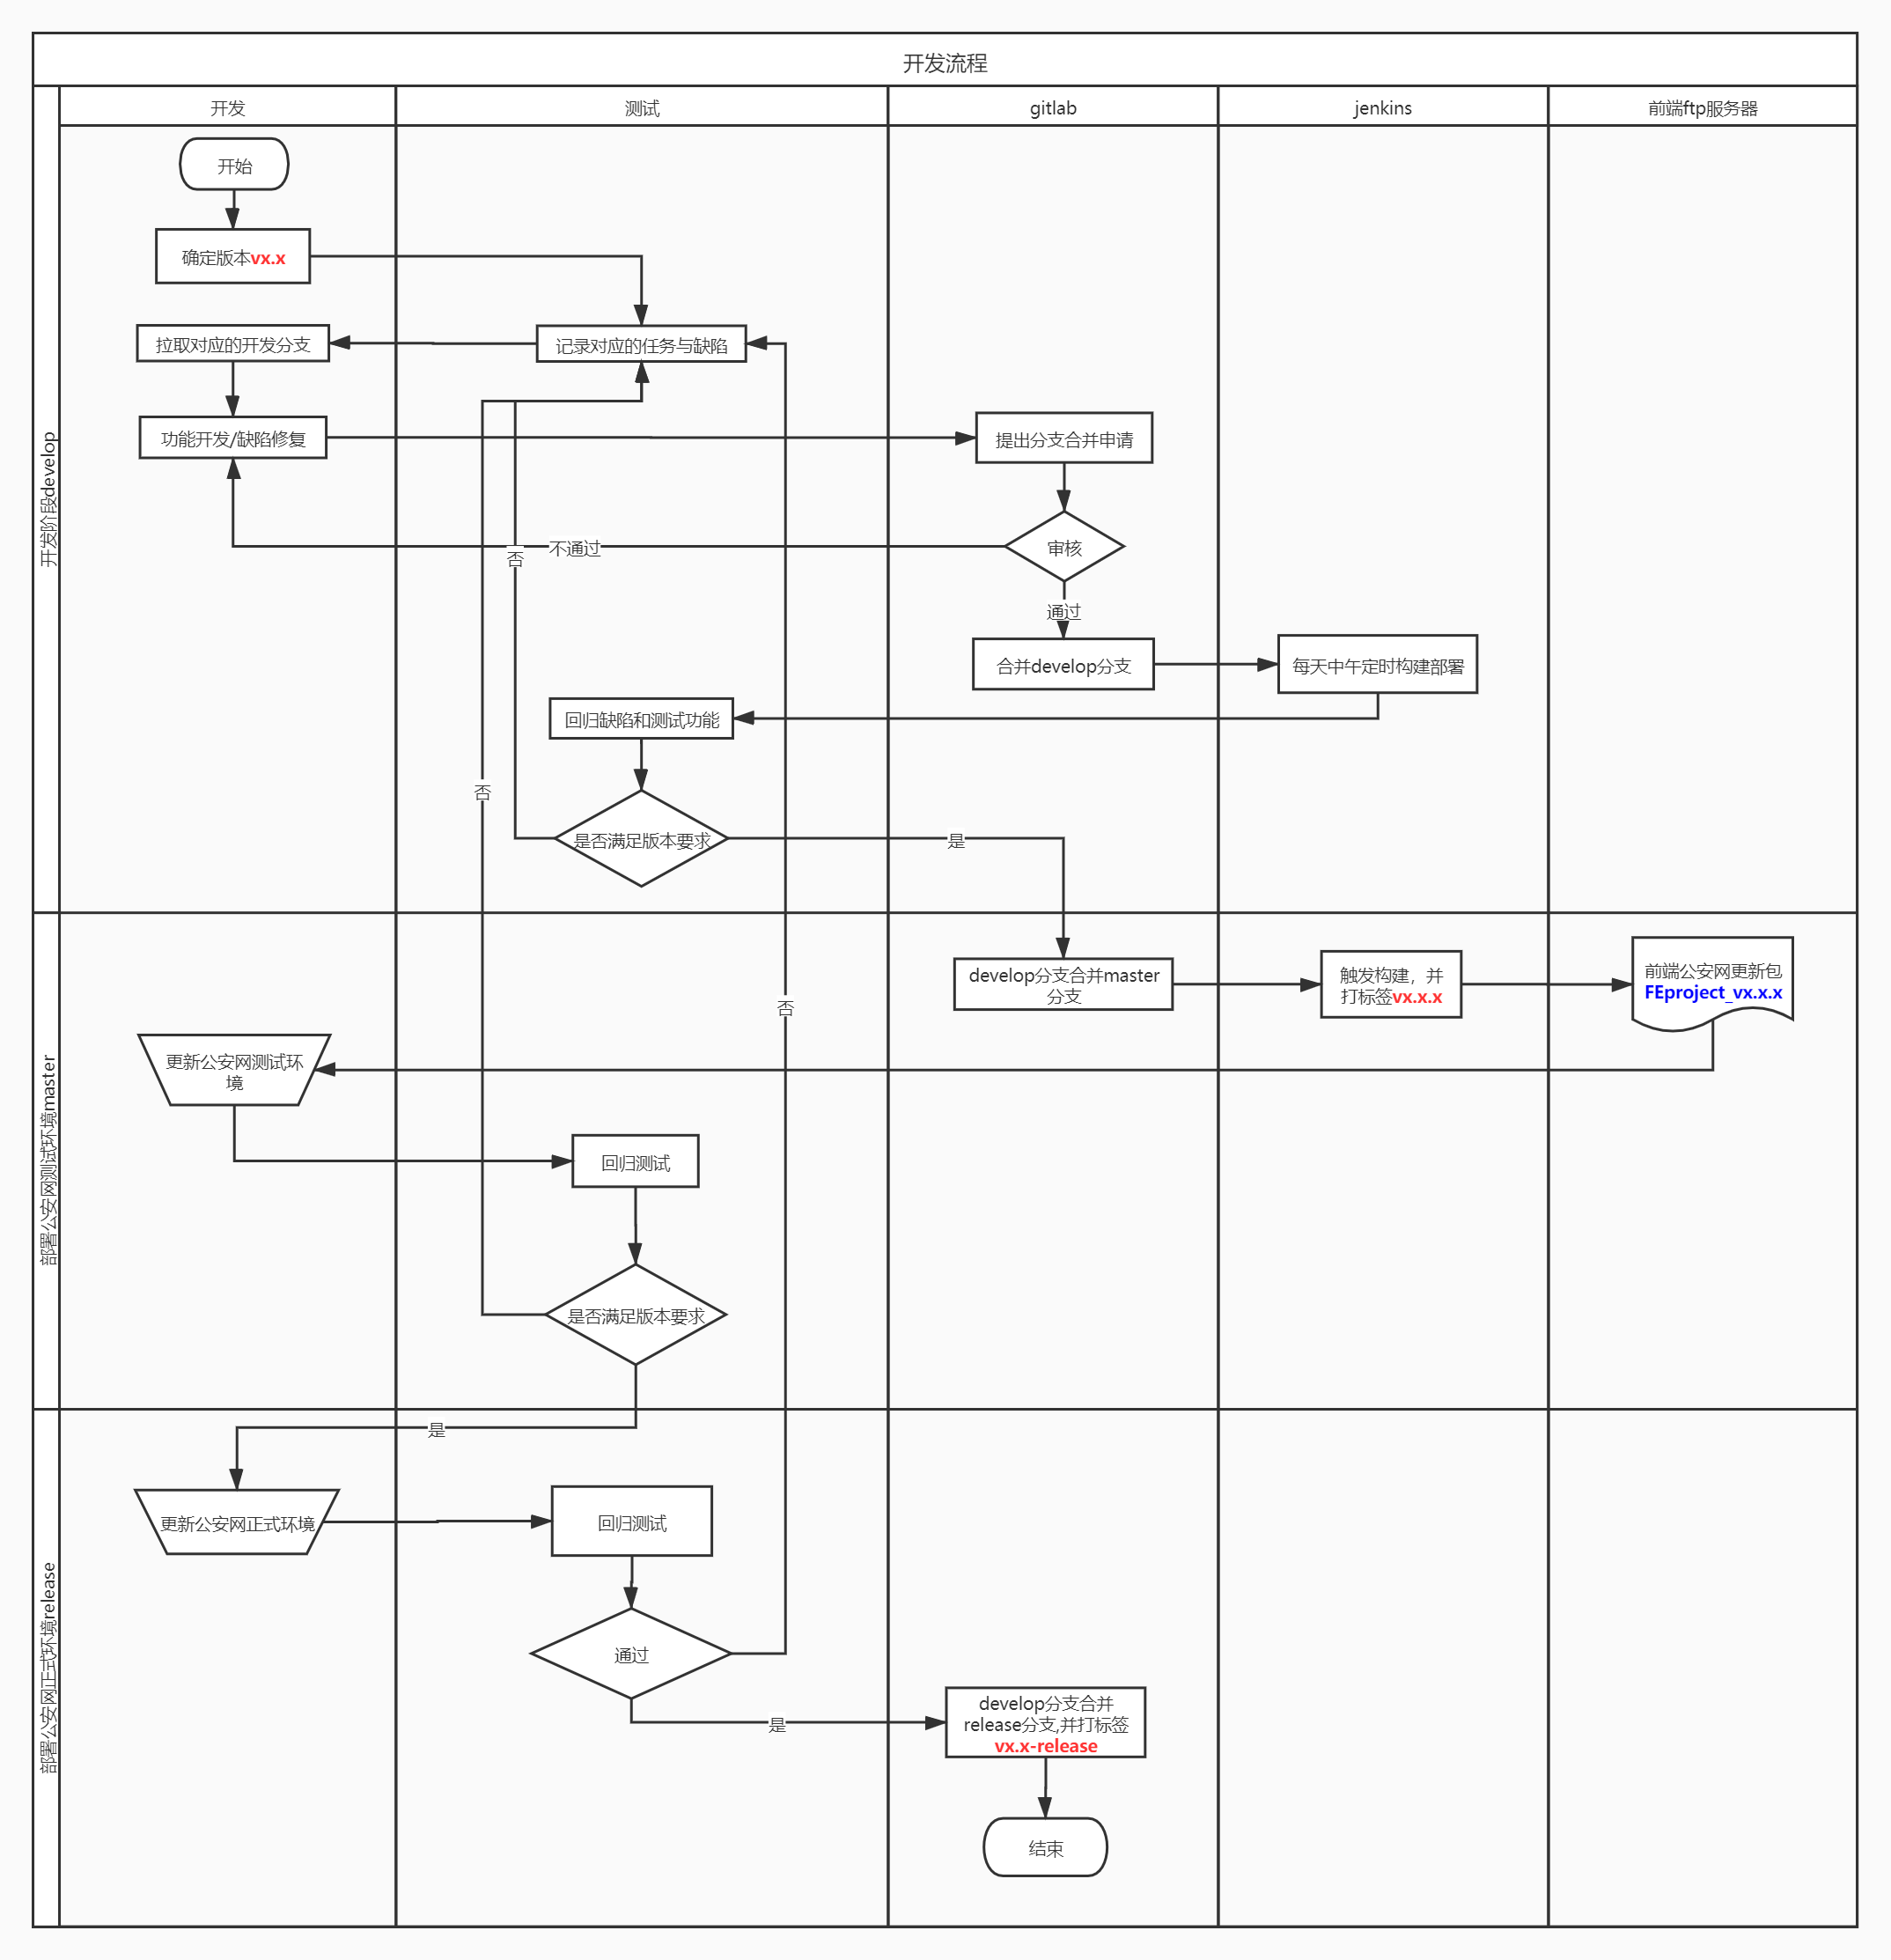 开发流程
开发
测试
gitlab
jenkins
前端ftp服务器
开发阶段develop
开始
确定版本vx.x
拉取对应的开发分支
记录对应的任务与缺陷
功能开发/缺陷修复
提出分支合并申请
审核
不通过
否
通过
合并develop分支
每天中午定时构建部署
回归缺陷和测试功能
否
是否满足版本要求
是
部署公安网测试环境master
develop分支合并master
分支
触发构建，并
打标签vx.x.x
前端公安网更新包
FEproject_vx.x.x
否
更新公安网测试环
境
回归测试
是否满足版本要求
是
部署公安网正式环境release
更新公安网正式环境
回归测试
通过
是
develop分支合并
release分支,并打标签
vx.x-release
结束